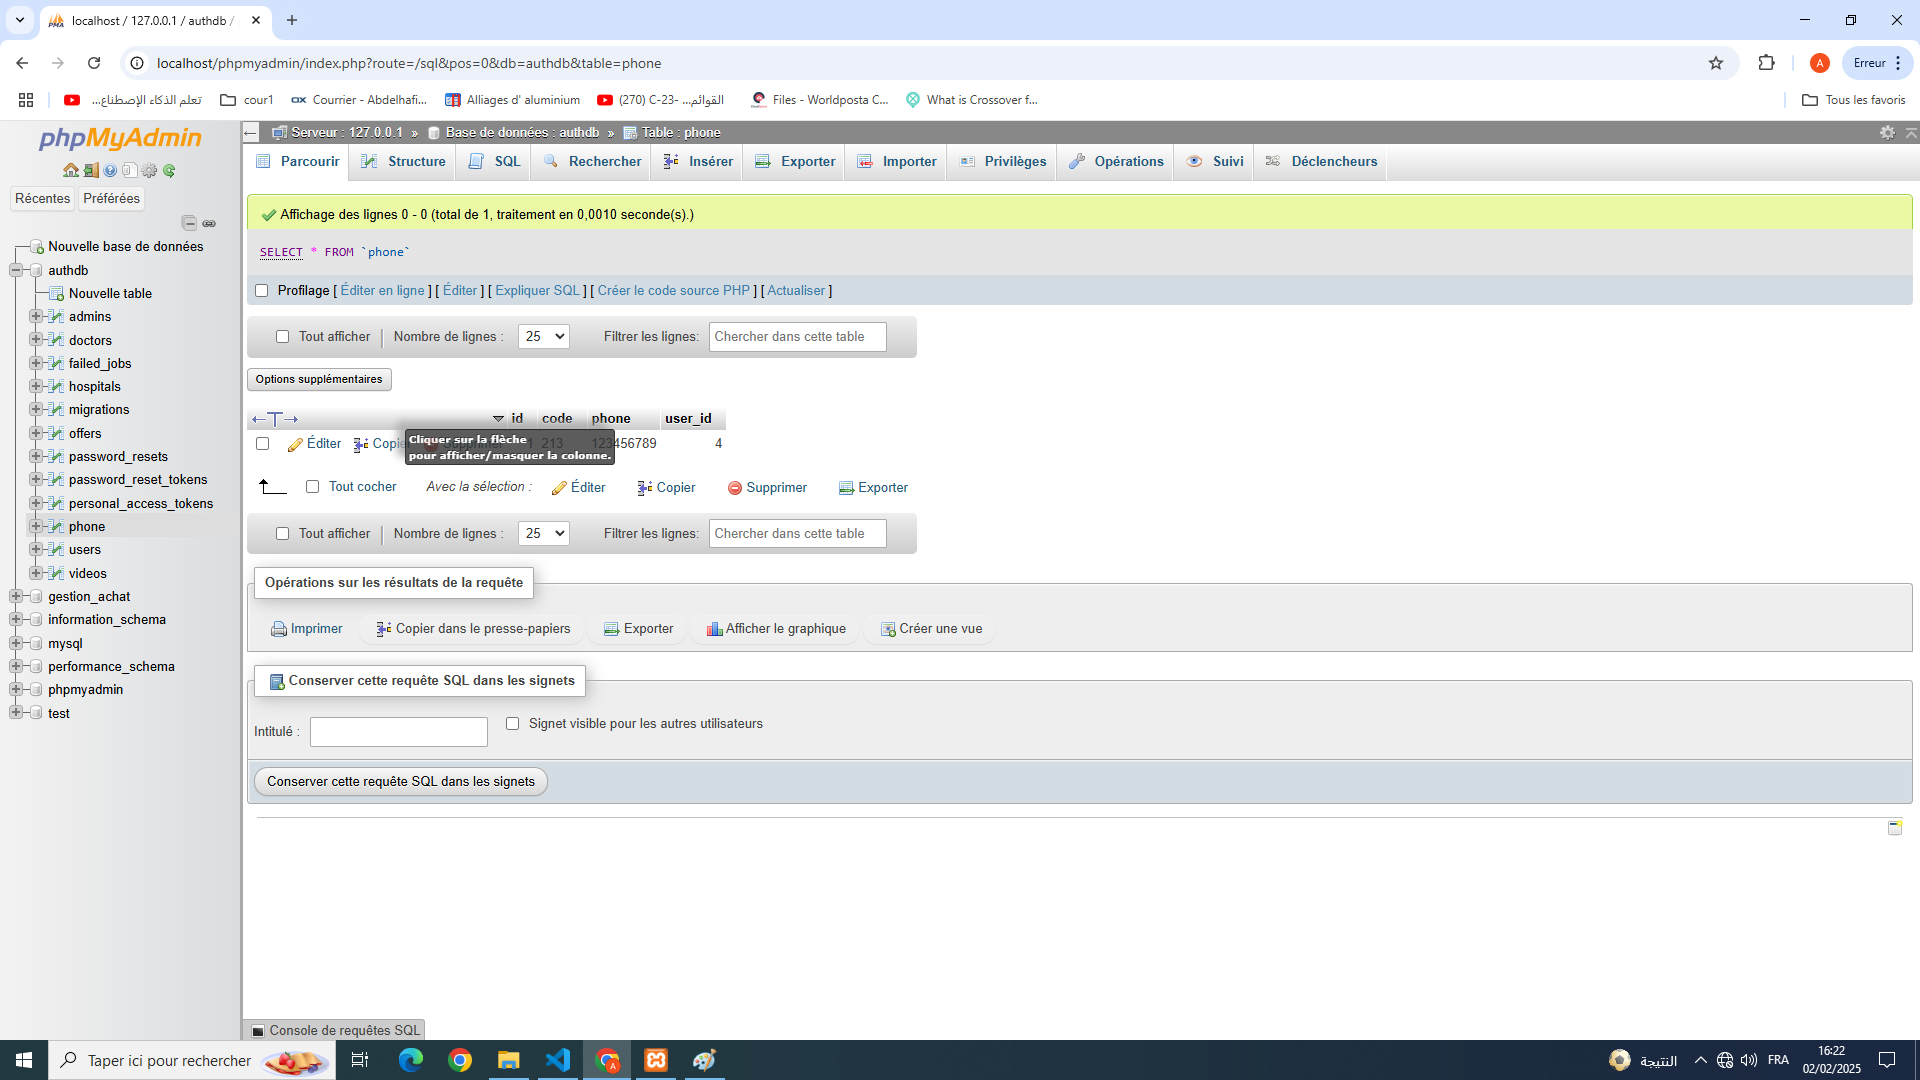 localhost / 127.0.0.1 / authdb /
localhost/phpmyadmin/index.php?route=/sql&pos=0&db=authdb&table=phone
Erreur
تعلم الذكاء الإصطناع...
cour1
Courrier - Abdelhafi...
Alliages d' aluminium
(270) C-23- القوائم...
Files - Worldposta C...
What is Crossover f...
Tous les favoris
phpMyAdmin
Récentes
Préférées
Nouvelle base de données
authdb
Nouvelle table
admins
doctors
failed_jobs
hospitals
migrations
offers
password_resets
password_reset_tokens
personal_access_tokens
phone
users
videos
gestion_achat
information_schema
mysql
performance_schema
phpmyadmin
test
Serveur : 127.0.0.1 » Base de données : authdb » Table : phone
Parcourir Structure SQL Rechercher Insérer Exporter Importer Privilèges Opérations Suivi Déclencheurs
Affichage des lignes 0 - 0 (total de 1, traitement en 0,0010 seconde(s).)
SELECT * FROM `phone`
Profilage [ Éditer en ligne ] [ Éditer ] [ Expliquer SQL ] [ Créer le code source PHP ] [ Actualiser ]
Tout afficher Nombre de lignes : 25 Filtrer les lignes: Chercher dans cette table
Options supplémentaires
id code phone user_id
Éditer Copier Supprimer 1 213 123456789 4
Cliquer sur la flèche
pour afficher/masquer la colonne.
Tout cocher Avec la sélection : Éditer Copier Supprimer Exporter
Tout afficher Nombre de lignes : 25 Filtrer les lignes: Chercher dans cette table
Opérations sur les résultats de la requête
Imprimer Copier dans le presse-papiers Exporter Afficher le graphique Créer une vue
Conserver cette requête SQL dans les signets
Intitulé : Signet visible pour les autres utilisateurs
Conserver cette requête SQL dans les signets
Console de requêtes SQL
Taper ici pour rechercher
النتيجة
FRA
16:22
02/02/2025